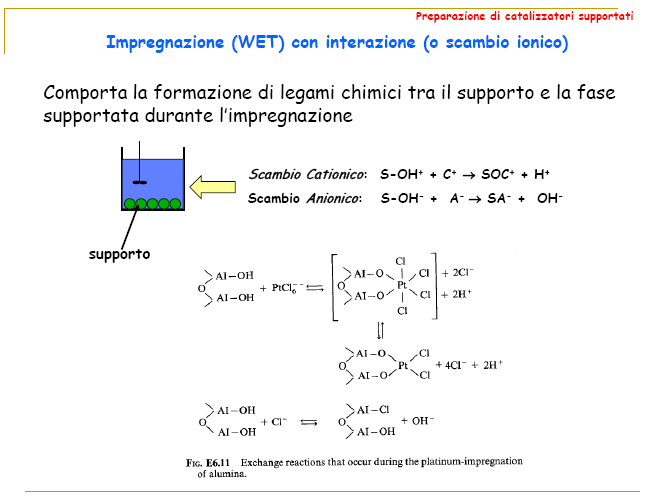 Preparazione di catalizzatori supportati
Impregnazione (WET) con interazione (o scambio ionico)
Comporta la formazione di legami chimici tra il supporto e la fase
supportata durante l'impregnazione
Scambio Cationico: S-OH⁺ + C⁺ → SOC⁺ + H⁺
Scambio Anionico: S-OH⁻ + A⁻ → SA⁻ + OH⁻
supporto
Cl
Al-OH Al-O Cl + 2Cl⁻
O + PtCl₆⁻⁻ ⇌ O Pt
Al-OH Al-O Cl + 2H⁺
Cl
⇌
Al-O Cl
O Pt + 4Cl⁻ + 2H⁺
Al-O Cl
Al-OH Al-Cl
O + Cl⁻ ⇌ O + OH⁻
Al-OH Al-OH
FIG. E6.11 Exchange reactions that occur during the platinum-impregnation
of alumina.